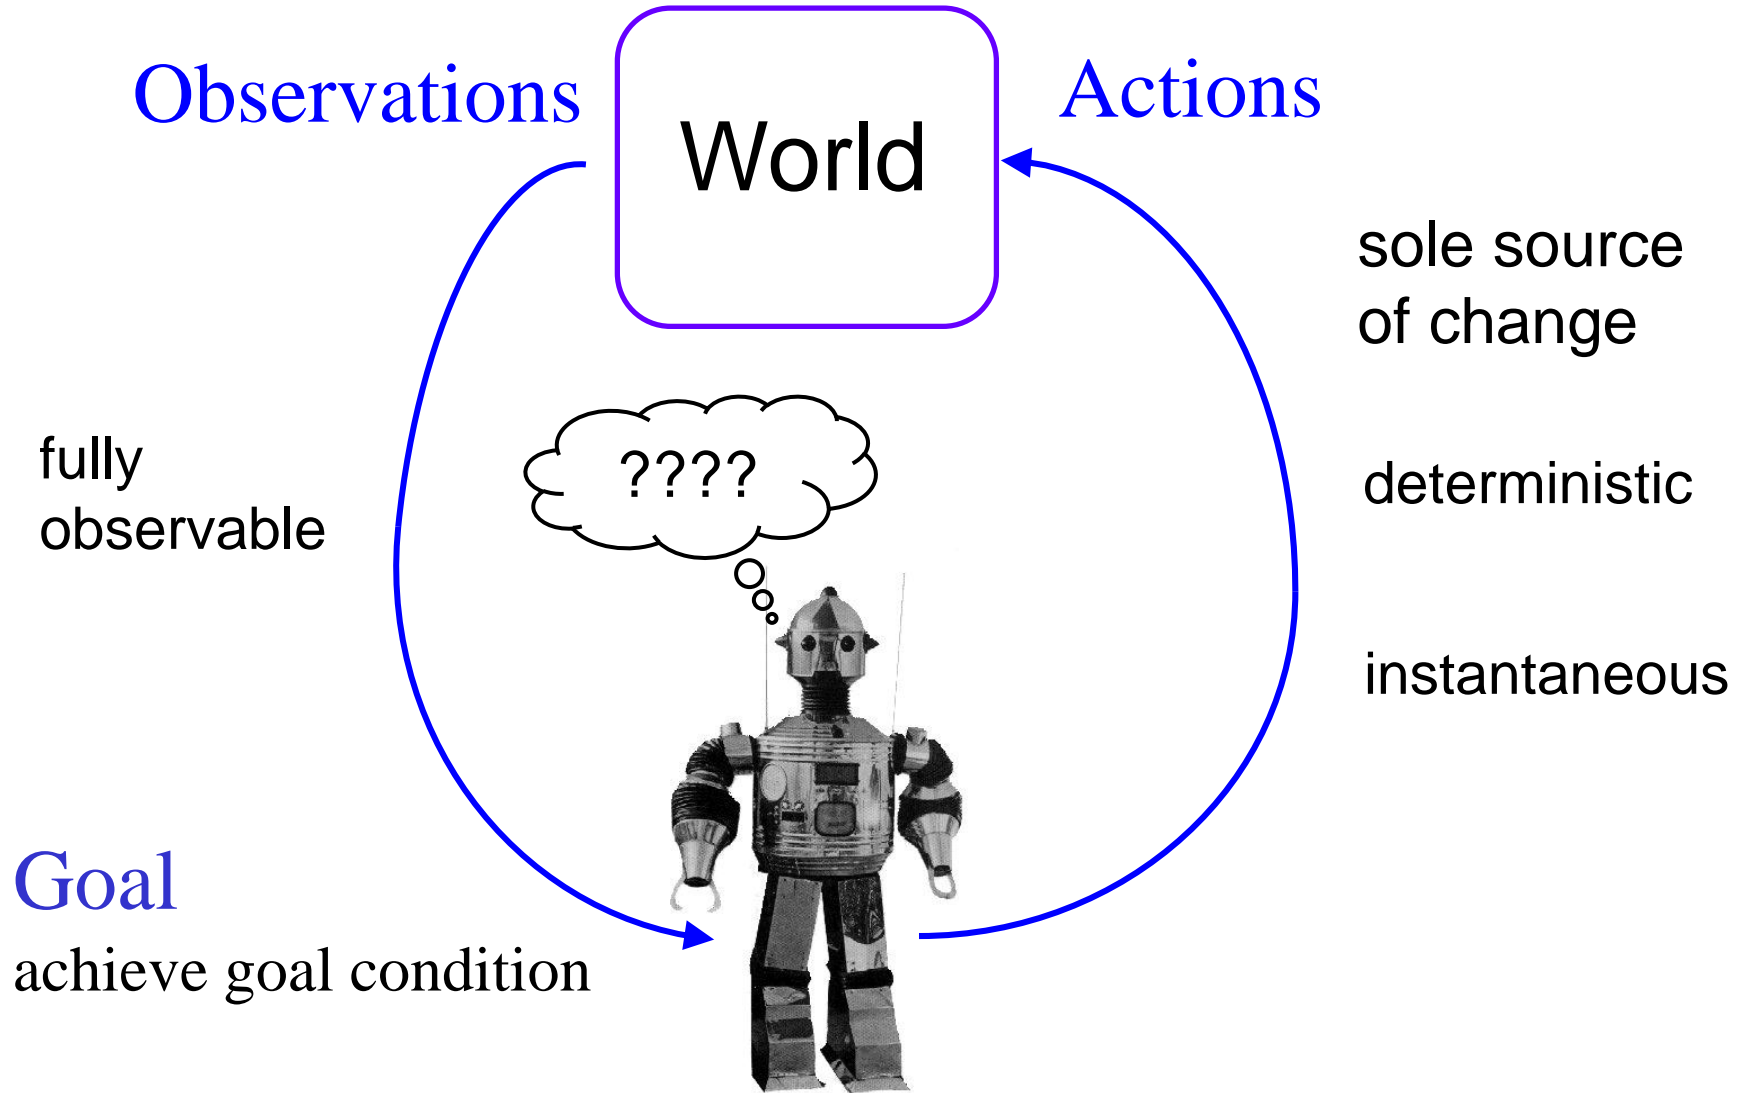 Observations
World
Actions
sole source
of change
fully
observable
????
deterministic
instantaneous
Goal
achieve goal condition